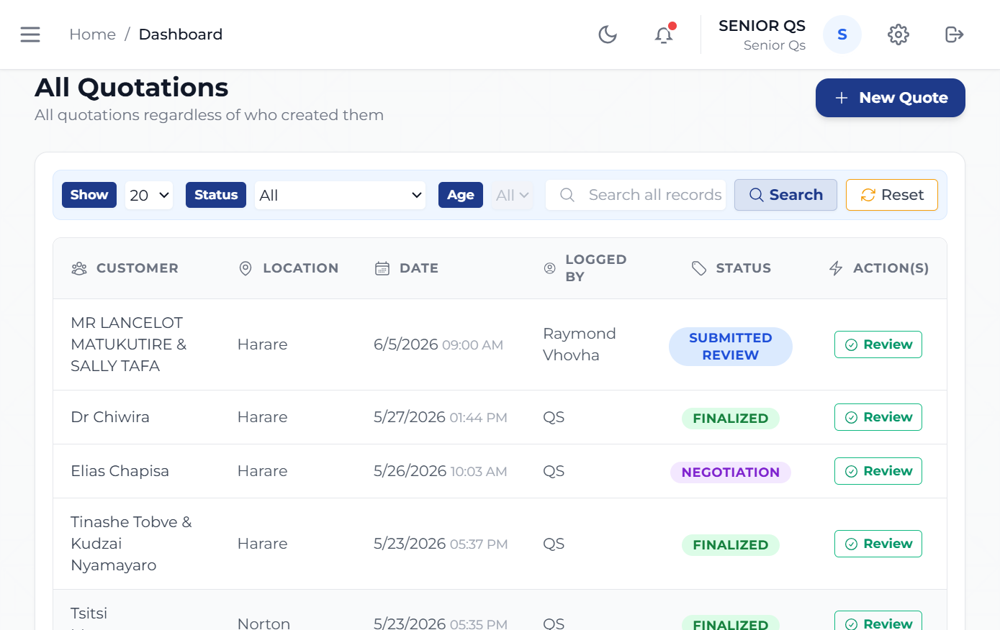 Home / Dashboard
SENIOR QS
Senior Qs
S
All Quotations
All quotations regardless of who created them
+ New Quote
Show 20 Status All Age All Search all records Search Reset
CUSTOMER LOCATION DATE LOGGED BY STATUS ACTION(S)
MR LANCELOT
MATUKUTIRE &
SALLY TAFA
Harare
6/5/2026 09:00 AM
Raymond
Vhovha
SUBMITTED
REVIEW
Review
Dr Chiwira Harare 5/27/2026 01:44 PM QS FINALIZED Review
Elias Chapisa Harare 5/26/2026 10:03 AM QS NEGOTIATION Review
Tinashe Tobve &
Kudzai
Nyamayaro
Harare
5/23/2026 05:37 PM
QS
FINALIZED
Review
Tsitsi
Norton
5/23/2026 05:35 PM
QS
FINALIZED
Review